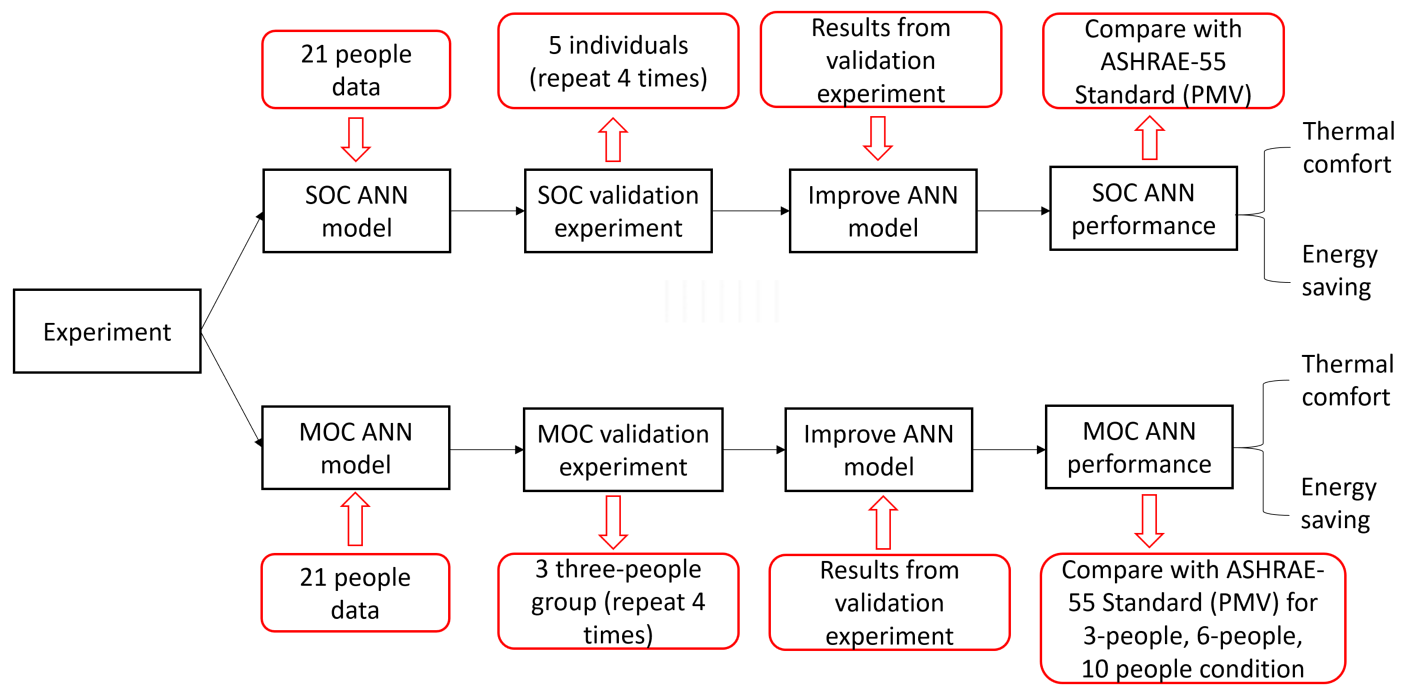 21 people
data
5 individuals
(repeat 4 times)
Results from
validation
experiment
Compare with
ASHRAE-55
Standard (PMV)
SOC ANN
model
SOC validation
experiment
Improve ANN
model
SOC ANN
performance
Thermal
comfort
Energy
saving
Experiment
MOC ANN
model
MOC validation
experiment
Improve ANN
model
MOC ANN
performance
Thermal
comfort
Energy
saving
21 people
data
3 three-people
group (repeat 4
times)
Results from
validation
experiment
Compare with ASHRAE-
55 Standard (PMV) for
3-people, 6-people,
10 people condition